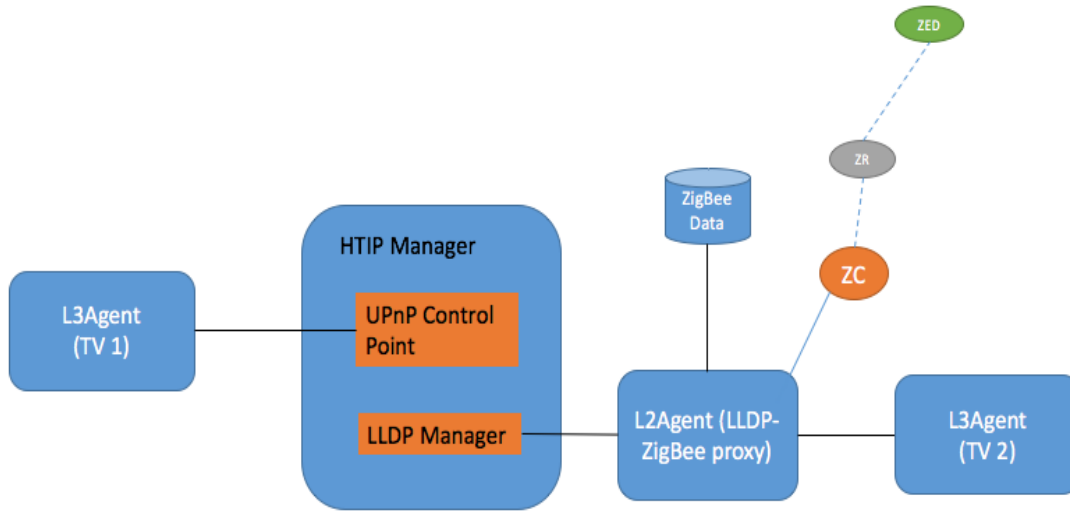 ZED
ZR
ZigBee
Data
ZC
HTIP Manager
L3Agent
(TV 1)
UPnP Control
Point
LLDP Manager
L2Agent (LLDP-
ZigBee proxy)
L3Agent
(TV 2)